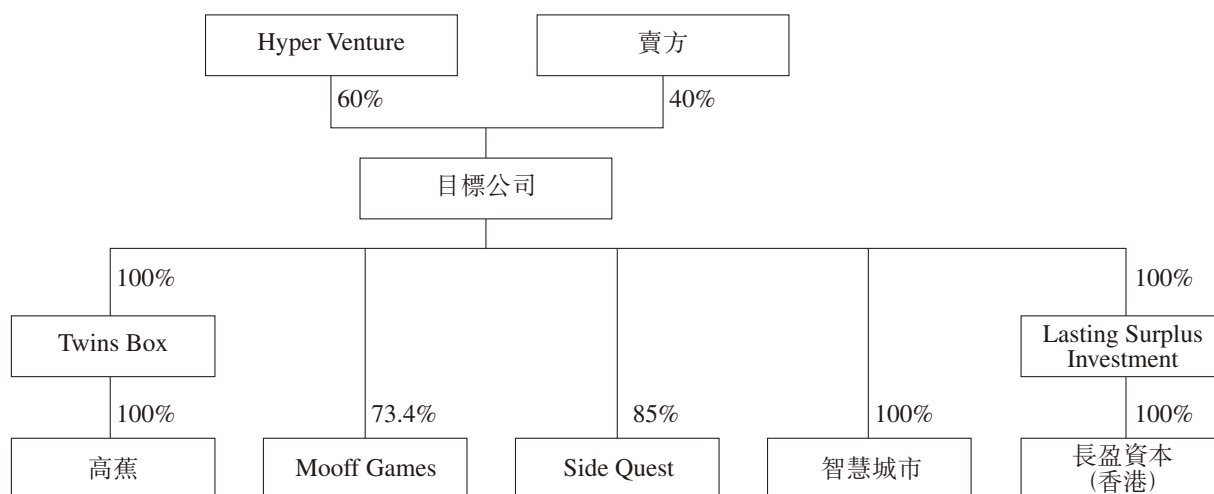 Hyper Venture
賣方
60%
40%
目標公司
100%
100%
Twins Box
Lasting Surplus
Investment
100%
73.4%
85%
100%
100%
高蕉
Mooff Games
Side Quest
智慧城市
長盈資本
(香港)